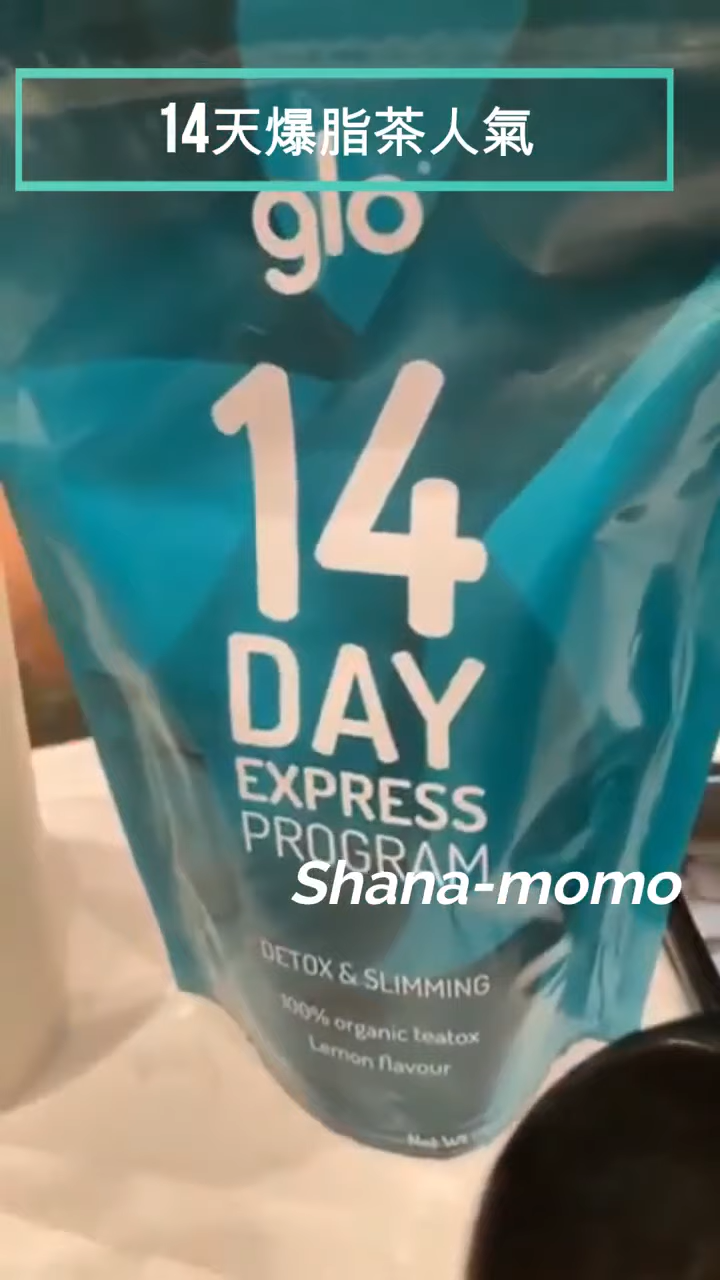 14天爆脂茶人氣
glo
14
DAY
EXPRESS
PROGRAM
Shana-momo
DETOX & SLIMMING
100% organic teatox
Lemon flavour
Net